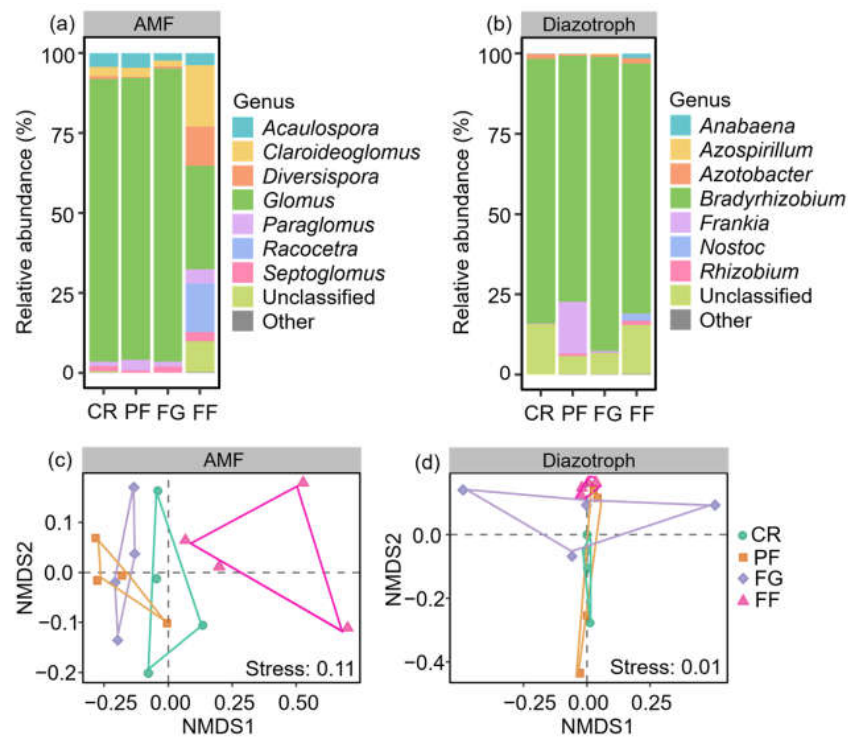 (a) AMF
Relative abundance (%)
100
75
50
25
0
CR PF FG FF
Genus
Acaulospora
Claroideoglomus
Diversispora
Glomus
Paraglomus
Racocetra
Septoglomus
Unclassified
Other
(b) Diazotroph
Relative abundance (%)
100
75
50
25
0
CR PF FG FF
Genus
Anabaena
Azospirillum
Azotobacter
Bradyrhizobium
Frankia
Nostoc
Rhizobium
Unclassified
Other
(c) AMF
NMDS2
0.1
0.0
−0.1
−0.2
Stress: 0.11
−0.25 0.00 0.25 0.50
NMDS1
(d) Diazotroph
NMDS2
0.0
−0.2
−0.4
Stress: 0.01
−0.25 0.00 0.25
NMDS1
CR
PF
FG
FF